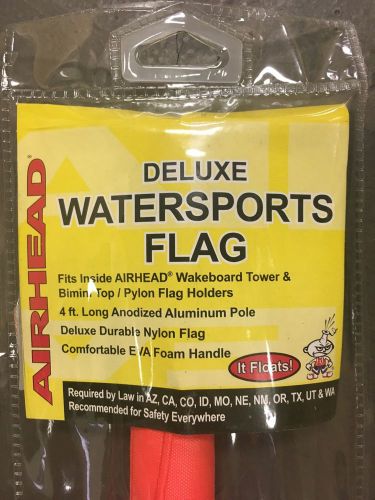 AIRHEAD®
DELUXE
WATERSPORTS
FLAG
Fits Inside AIRHEAD® Wakeboard Tower &
Bimini Top / Pylon Flag Holders
4 ft. Long Anodized Aluminum Pole
Deluxe Durable Nylon Flag
Comfortable EVA Foam Handle
It Floats!
Required by Law in AZ, CA, CO, ID, MO, NE, NM, OR, TX, UT & WA
Recommended for Safety Everywhere